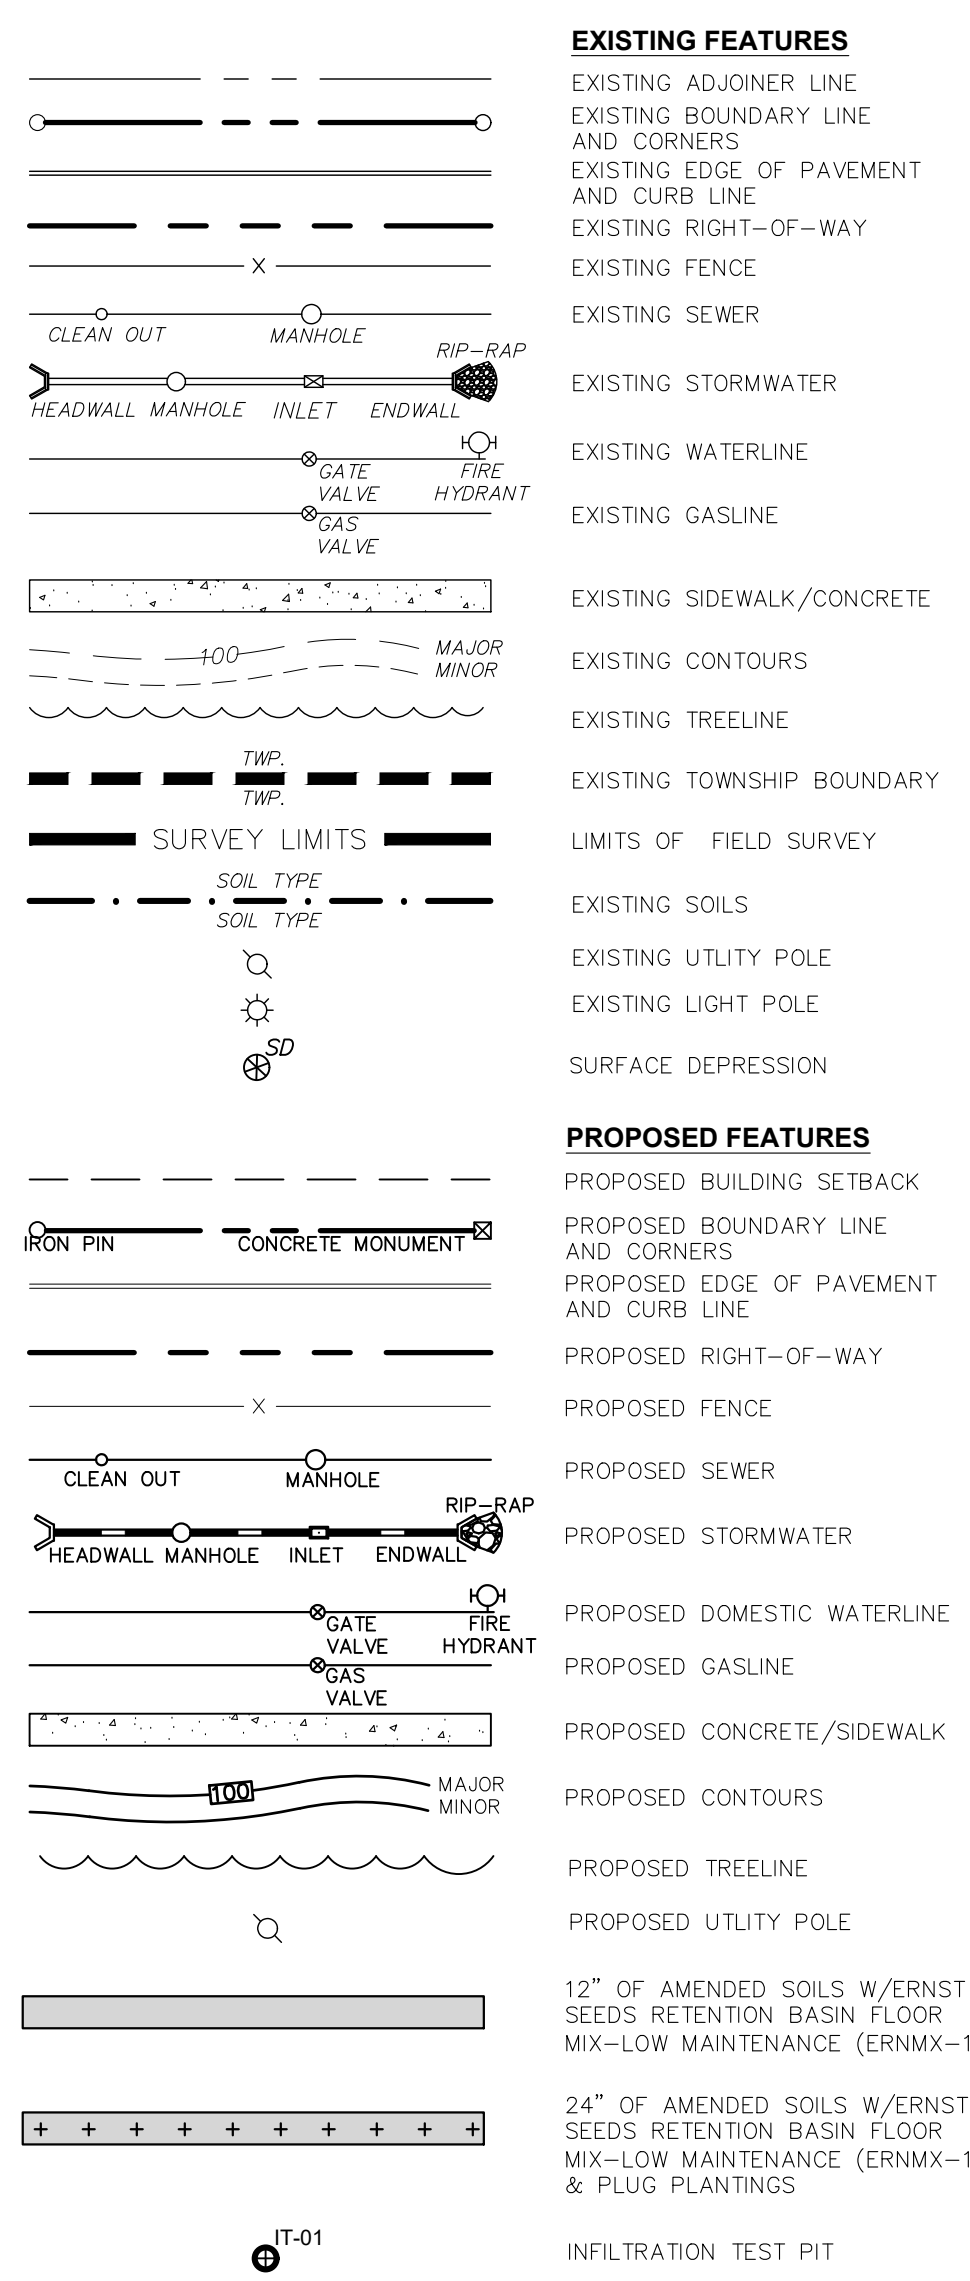 EXISTING FEATURES
EXISTING ADJOINER LINE
EXISTING BOUNDARY LINE
AND CORNERS
EXISTING EDGE OF PAVEMENT
AND CURB LINE
EXISTING RIGHT-OF-WAY
X
EXISTING FENCE
EXISTING SEWER
CLEAN OUT
MANHOLE
RIP-RAP
EXISTING STORMWATER
HEADWALL MANHOLE INLET ENDWALL
EXISTING WATERLINE
GATE
VALVE
FIRE
HYDRANT
EXISTING GASLINE
GAS
VALVE
EXISTING SIDEWALK/CONCRETE
100
MAJOR
MINOR
EXISTING CONTOURS
EXISTING TREELINE
TWP.
TWP.
EXISTING TOWNSHIP BOUNDARY
SURVEY LIMITS
LIMITS OF FIELD SURVEY
SOIL TYPE
SOIL TYPE
EXISTING SOILS
EXISTING UTLITY POLE
EXISTING LIGHT POLE
SD
SURFACE DEPRESSION
PROPOSED FEATURES
PROPOSED BUILDING SETBACK
IRON PIN
CONCRETE MONUMENT
PROPOSED BOUNDARY LINE
AND CORNERS
PROPOSED EDGE OF PAVEMENT
AND CURB LINE
PROPOSED RIGHT-OF-WAY
X
PROPOSED FENCE
CLEAN OUT
MANHOLE
PROPOSED SEWER
RIP-RAP
HEADWALL MANHOLE INLET ENDWALL
PROPOSED STORMWATER
GATE
VALVE
FIRE
HYDRANT
PROPOSED DOMESTIC WATERLINE
GAS
VALVE
PROPOSED GASLINE
PROPOSED CONCRETE/SIDEWALK
100
MAJOR
MINOR
PROPOSED CONTOURS
PROPOSED TREELINE
PROPOSED UTLITY POLE
12" OF AMENDED SOILS W/ERNST
SEEDS RETENTION BASIN FLOOR
MIX-LOW MAINTENANCE (ERNMX-1
24" OF AMENDED SOILS W/ERNST
SEEDS RETENTION BASIN FLOOR
MIX-LOW MAINTENANCE (ERNMX-1
& PLUG PLANTINGS
IT-01
INFILTRATION TEST PIT